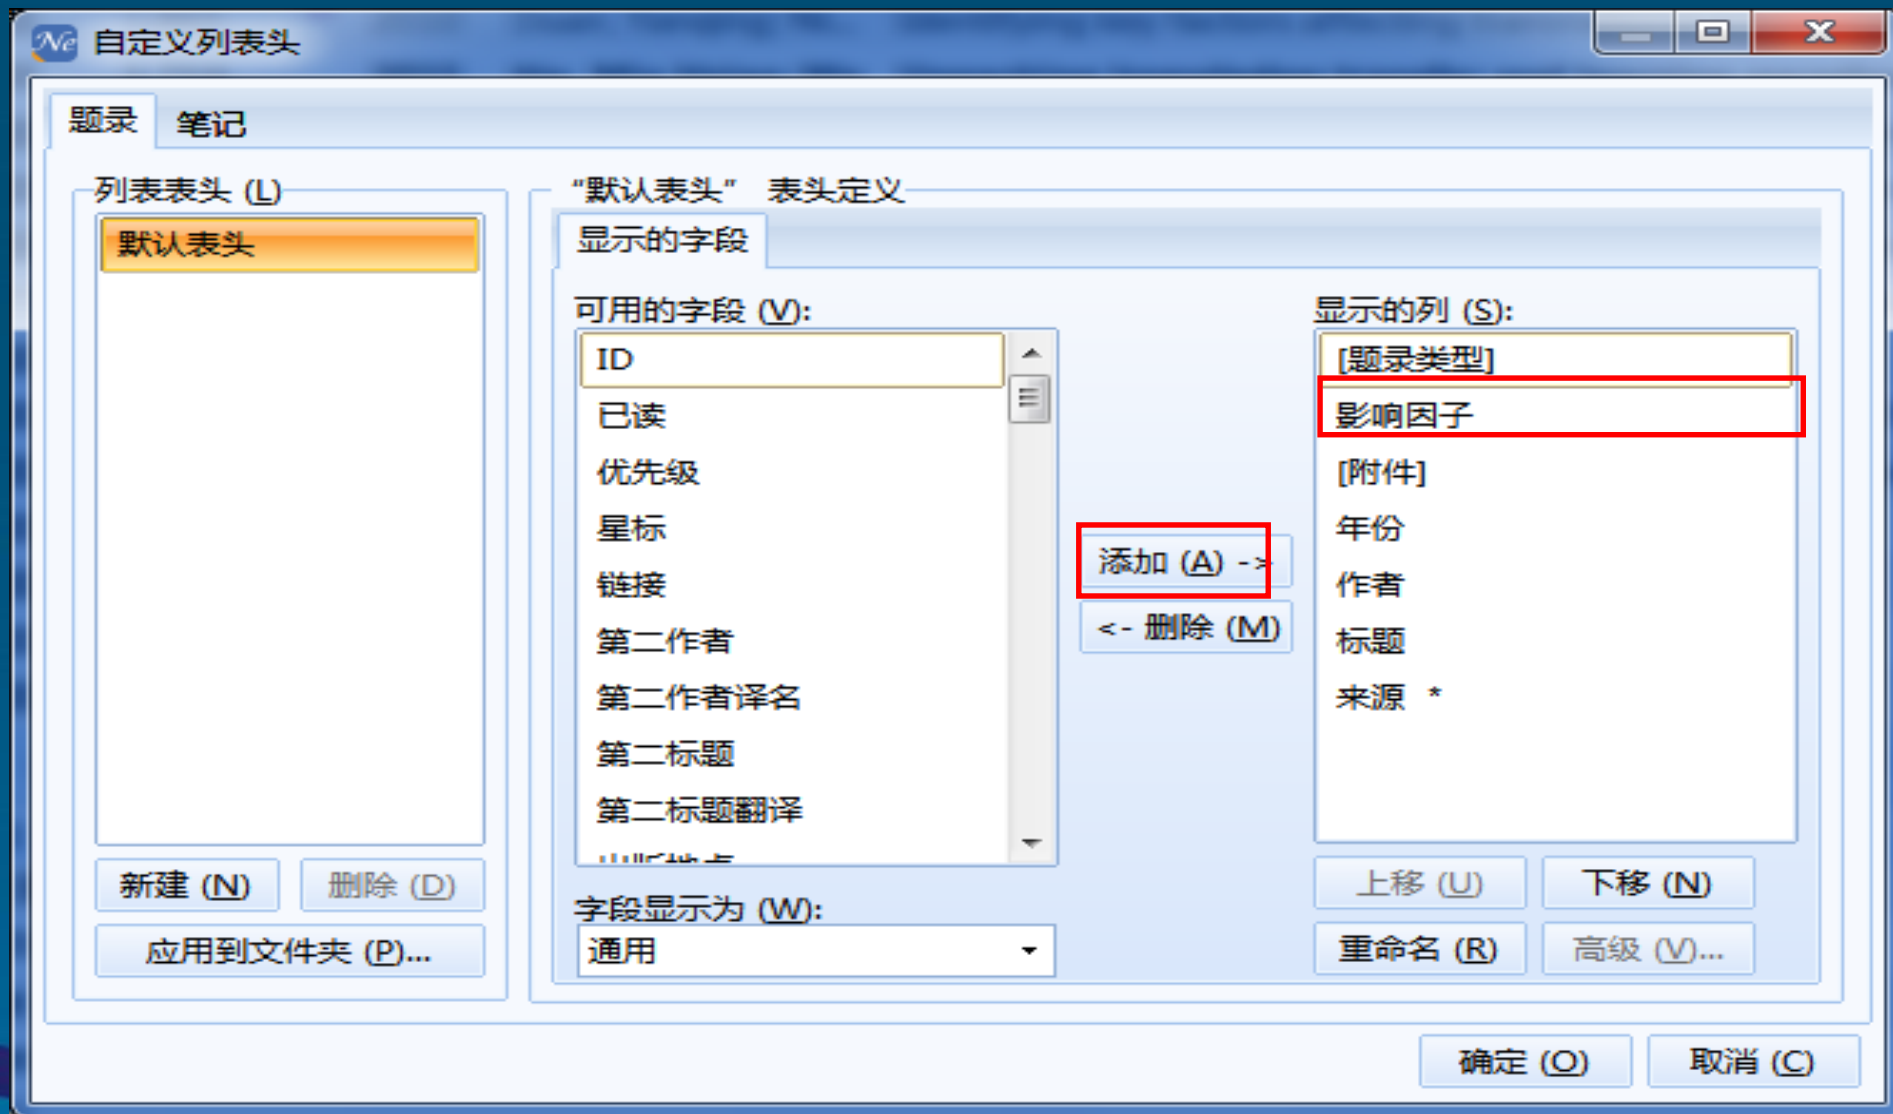 Ne 自定义列表头
题录 笔记
列表表头 (L)
默认表头
新建 (N) 删除 (D)
应用到文件夹 (P)...
“默认表头” 表头定义
显示的字段
可用的字段 (V):
ID
已读
优先级
星标
链接
第二作者
第二作者译名
第二标题
第二标题翻译
字段显示为 (W):
通用
添加 (A) ->
<- 删除 (M)
显示的列 (S):
[题录类型]
影响因子
[附件]
年份
作者
标题
来源 *
上移 (U) 下移 (N)
重命名 (R) 高级 (V)...
确定 (O) 取消 (C)